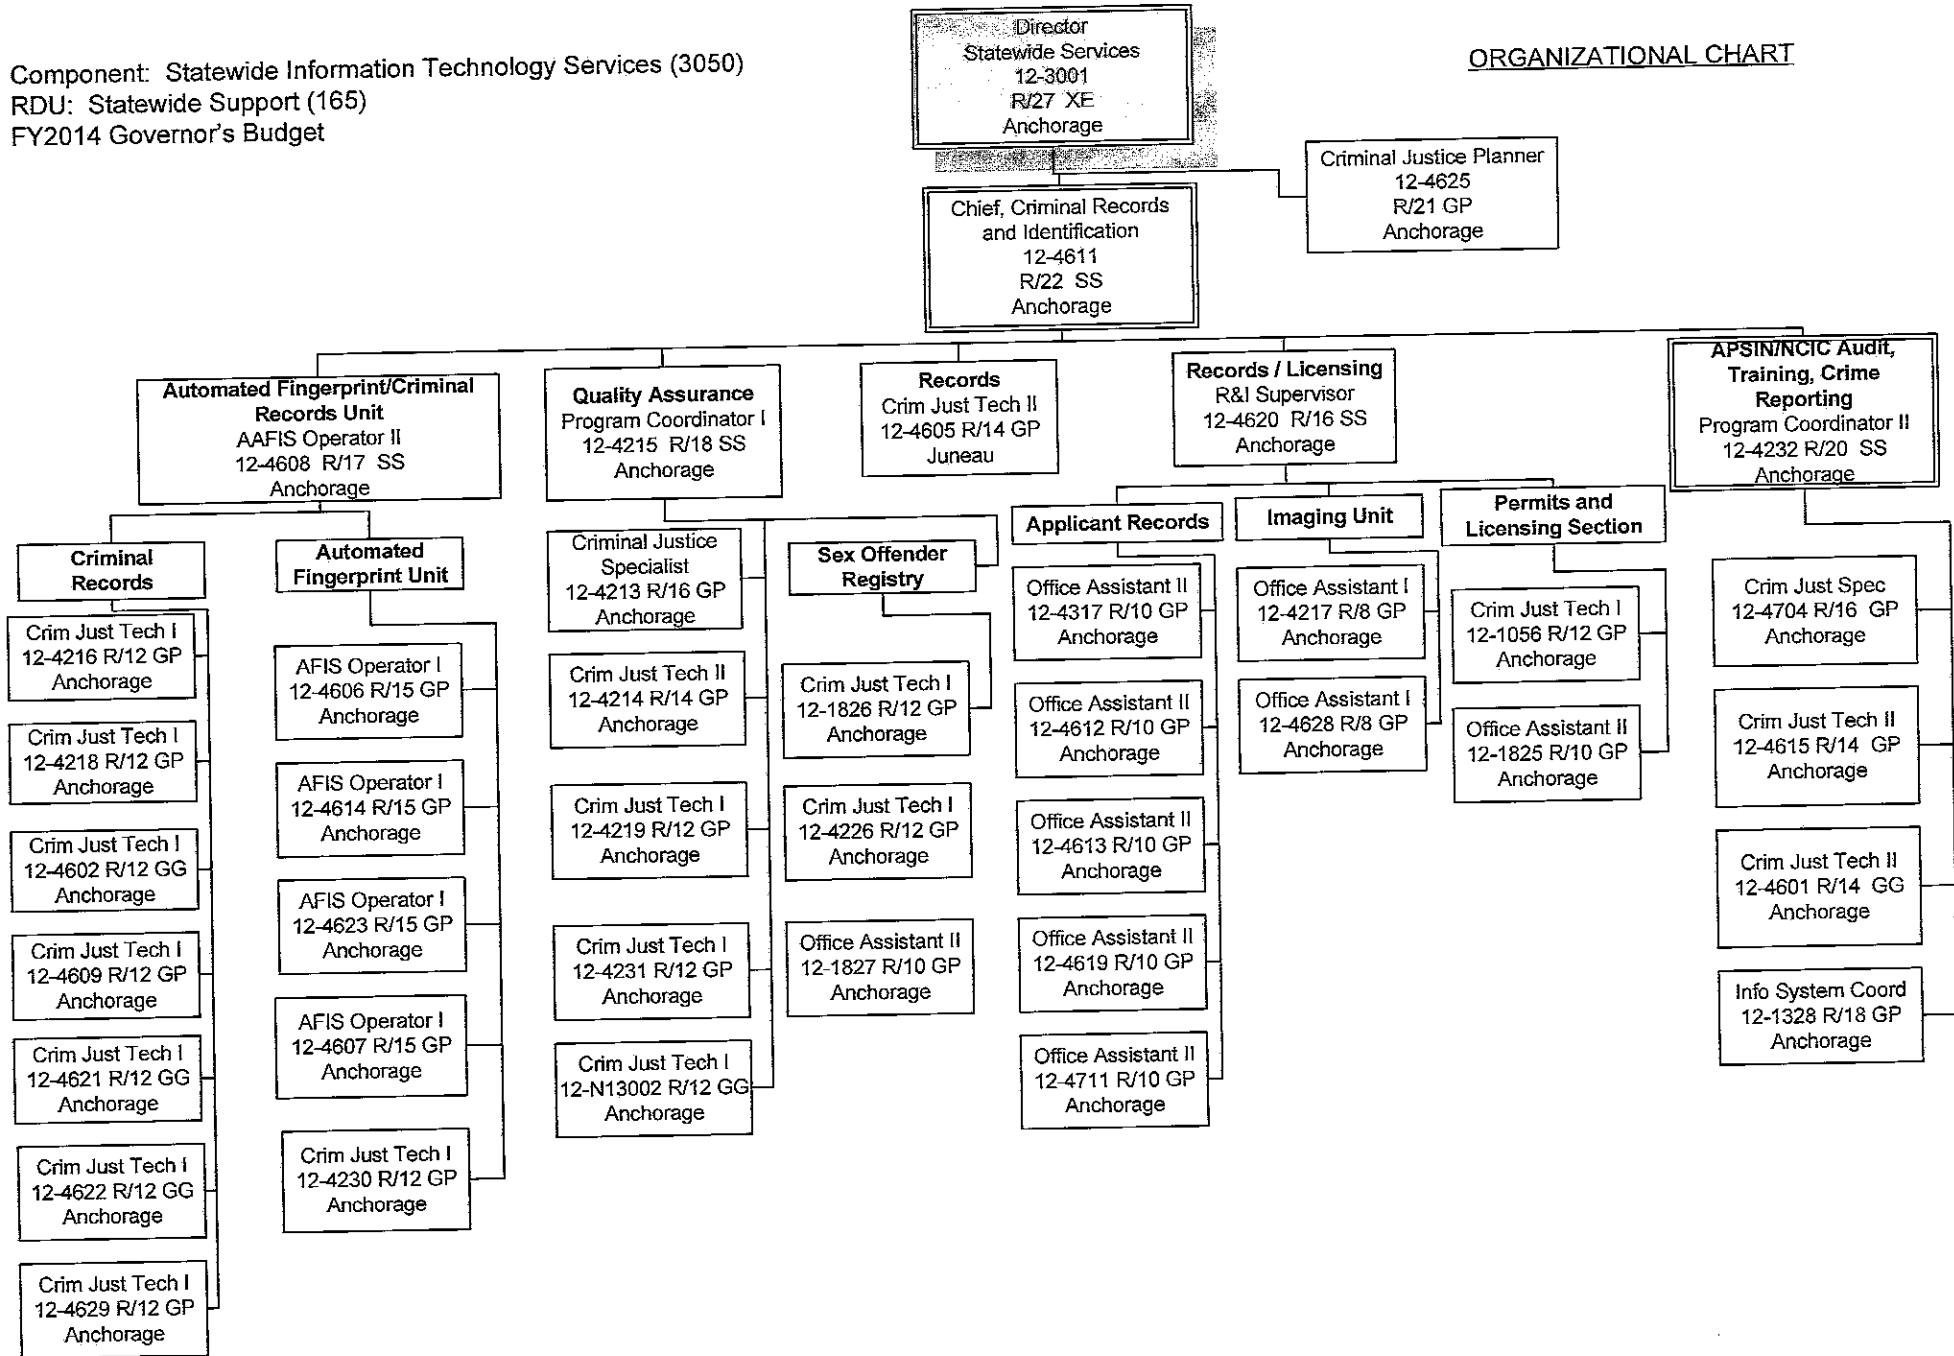 Component: Statewide Information Technology Services (3050)
RDU: Statewide Support (165)
FY2014 Governor's Budget
ORGANIZATIONAL CHART
Director
Statewide Services
12-3001
R/27 XE
Anchorage
Criminal Justice Planner
12-4625
R/21 GP
Anchorage
Chief, Criminal Records
and Identification
12-4611
R/22 SS
Anchorage
Automated Fingerprint/Criminal
Records Unit
AAFIS Operator II
12-4608 R/17 SS
Anchorage
Quality Assurance
Program Coordinator I
12-4215 R/18 SS
Anchorage
Records
Crim Just Tech II
12-4605 R/14 GP
Juneau
Records / Licensing
R&I Supervisor
12-4620 R/16 SS
Anchorage
APSIN/NCIC Audit,
Training, Crime
Reporting
Program Coordinator II
12-4232 R/20 SS
Anchorage
Criminal
Records
Crim Just Tech I
12-4216 R/12 GP
Anchorage
Crim Just Tech I
12-4218 R/12 GP
Anchorage
Crim Just Tech I
12-4602 R/12 GG
Anchorage
Crim Just Tech I
12-4609 R/12 GP
Anchorage
Crim Just Tech I
12-4621 R/12 GG
Anchorage
Crim Just Tech I
12-4622 R/12 GG
Anchorage
Crim Just Tech I
12-4629 R/12 GP
Anchorage
Automated
Fingerprint Unit
AFIS Operator I
12-4606 R/15 GP
Anchorage
AFIS Operator I
12-4614 R/15 GP
Anchorage
AFIS Operator I
12-4623 R/15 GP
Anchorage
AFIS Operator I
12-4607 R/15 GP
Anchorage
Crim Just Tech I
12-4230 R/12 GP
Anchorage
Criminal Justice
Specialist
12-4213 R/16 GP
Anchorage
Crim Just Tech II
12-4214 R/14 GP
Anchorage
Crim Just Tech I
12-4219 R/12 GP
Anchorage
Crim Just Tech I
12-4231 R/12 GP
Anchorage
Crim Just Tech I
12-N13002 R/12 GG
Anchorage
Sex Offender
Registry
Crim Just Tech I
12-1826 R/12 GP
Anchorage
Crim Just Tech I
12-4226 R/12 GP
Anchorage
Office Assistant II
12-1827 R/10 GP
Anchorage
Applicant Records
Office Assistant II
12-4317 R/10 GP
Anchorage
Office Assistant II
12-4612 R/10 GP
Anchorage
Office Assistant II
12-4613 R/10 GP
Anchorage
Office Assistant II
12-4619 R/10 GP
Anchorage
Office Assistant II
12-4711 R/10 GP
Anchorage
Imaging Unit
Office Assistant I
12-4217 R/8 GP
Anchorage
Office Assistant I
12-4628 R/8 GP
Anchorage
Permits and
Licensing Section
Crim Just Tech I
12-1056 R/12 GP
Anchorage
Office Assistant II
12-1825 R/10 GP
Anchorage
Crim Just Spec
12-4704 R/16 GP
Anchorage
Crim Just Tech II
12-4615 R/14 GP
Anchorage
Crim Just Tech II
12-4601 R/14 GG
Anchorage
Info System Coord
12-1328 R/18 GP
Anchorage